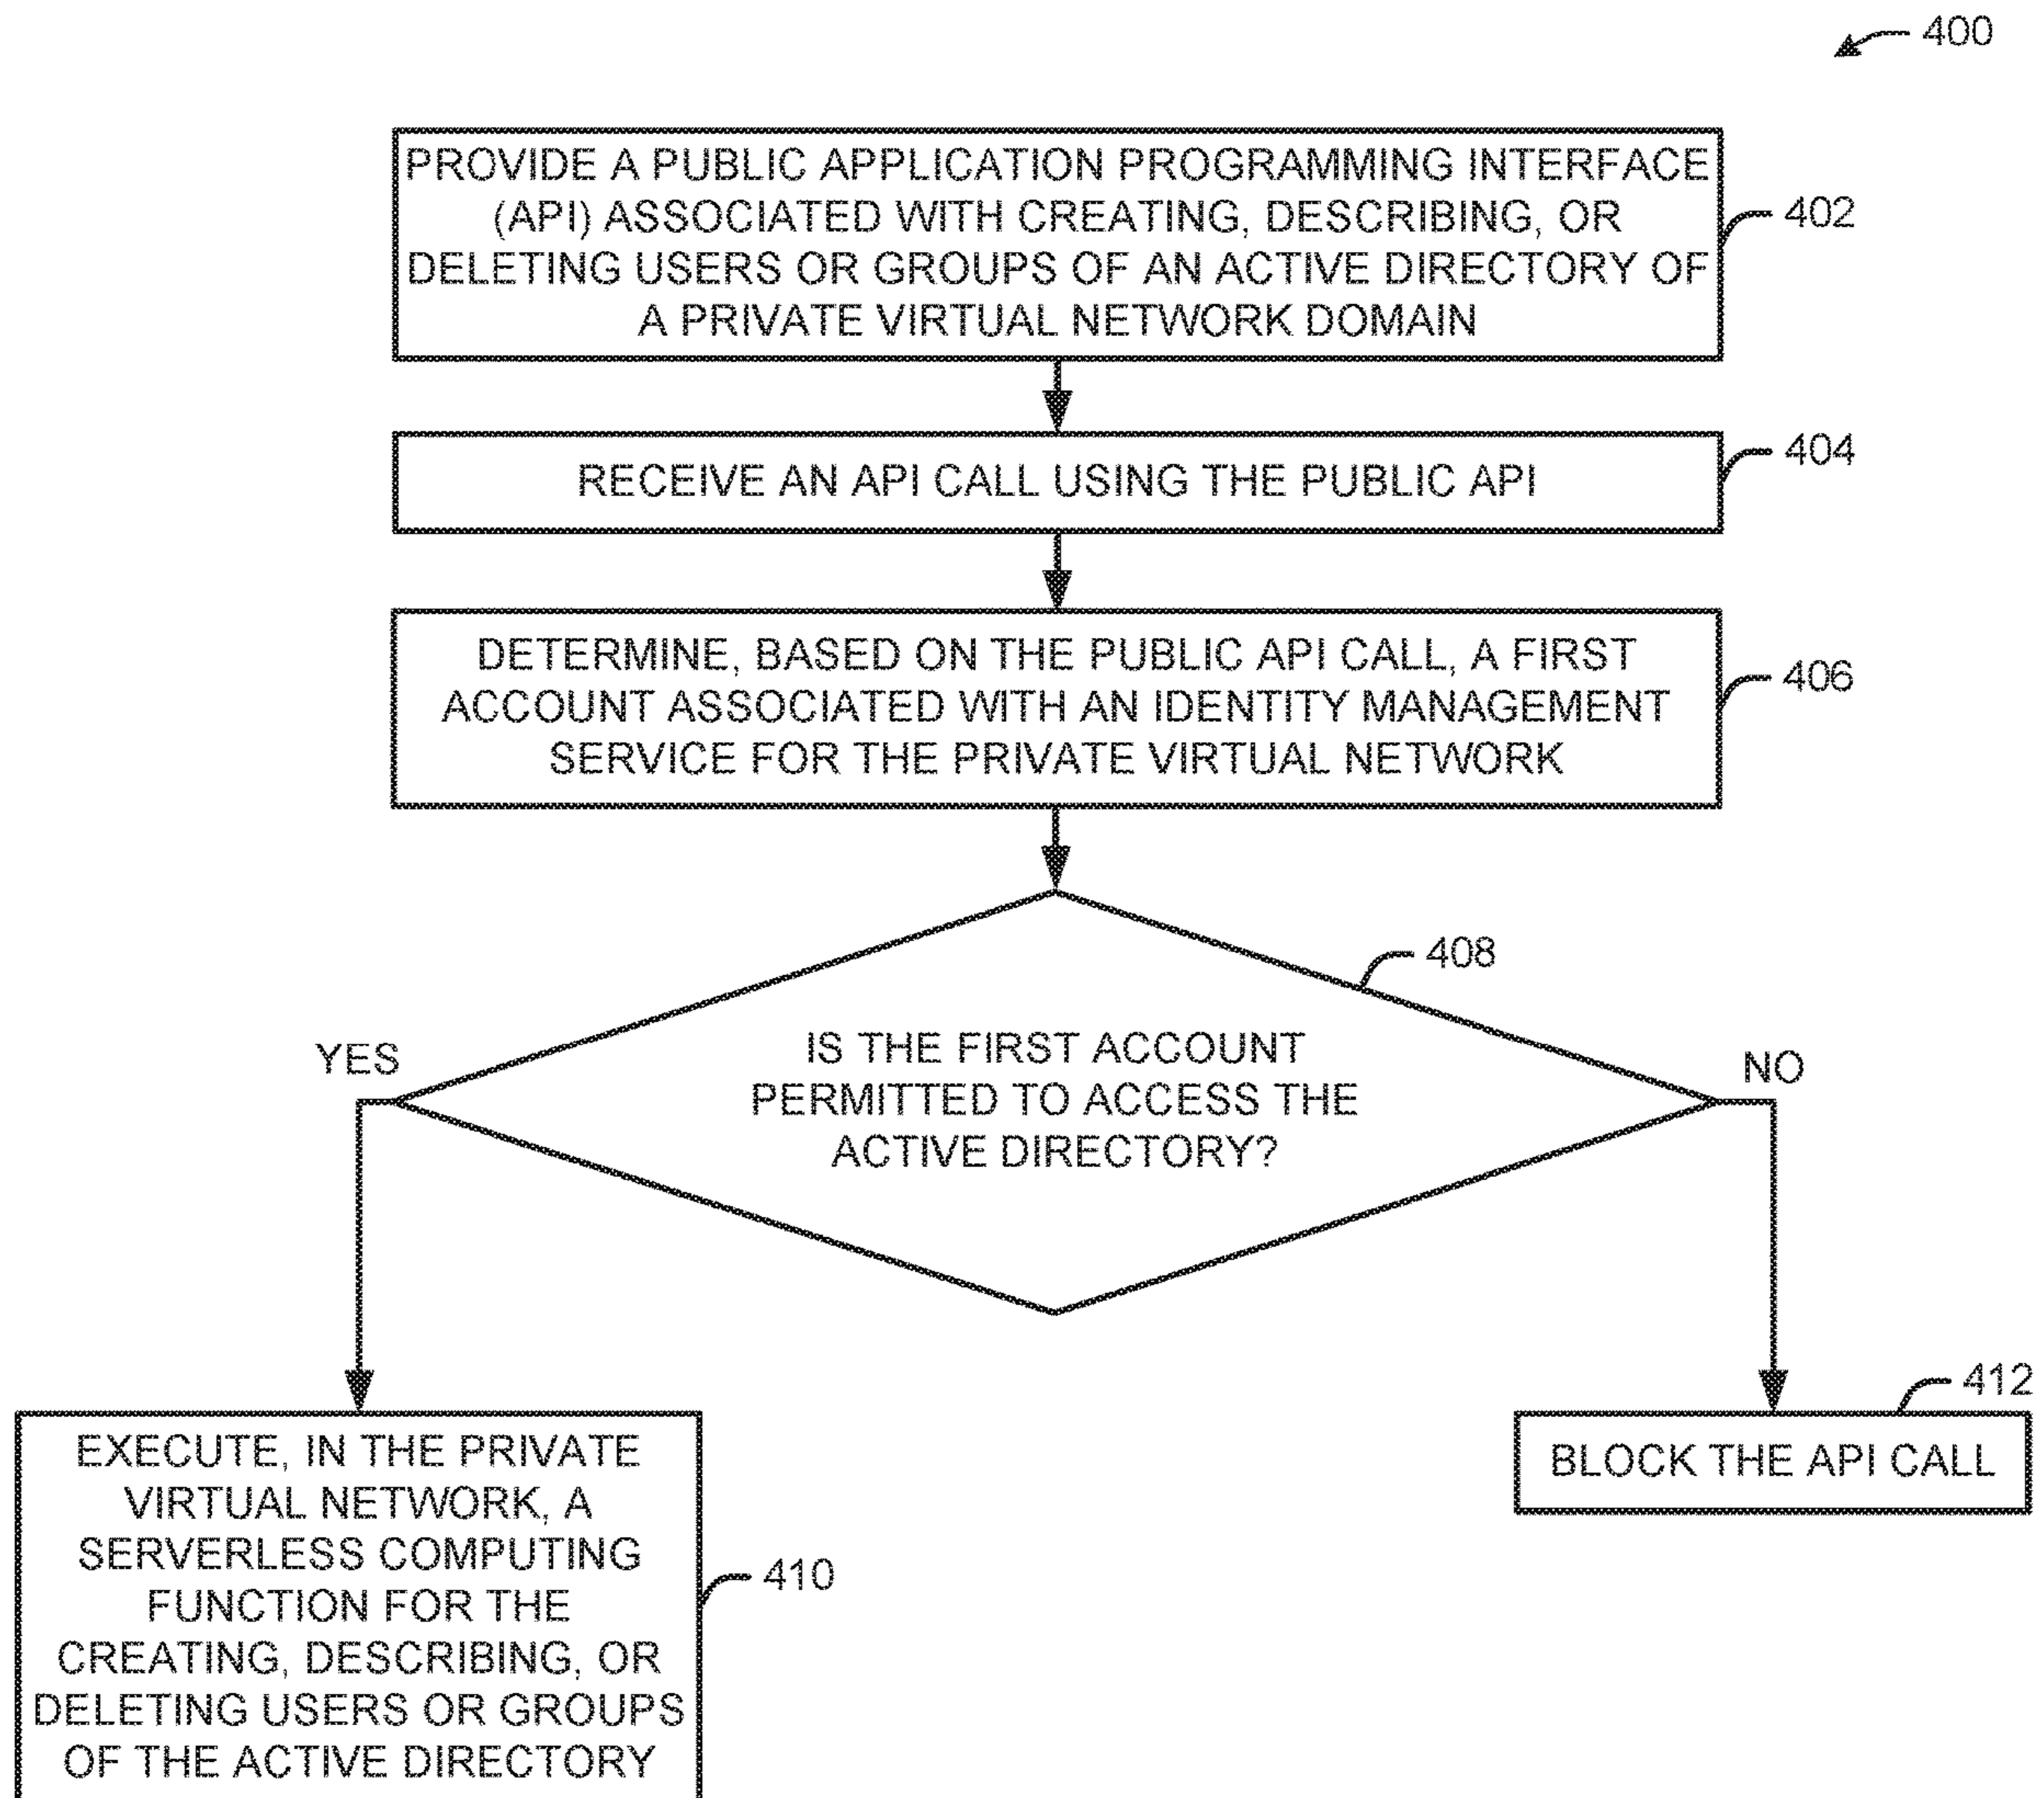 400
PROVIDE A PUBLIC APPLICATION PROGRAMMING INTERFACE
(API) ASSOCIATED WITH CREATING, DESCRIBING, OR
DELETING USERS OR GROUPS OF AN ACTIVE DIRECTORY OF
A PRIVATE VIRTUAL NETWORK DOMAIN
402
RECEIVE AN API CALL USING THE PUBLIC API
404
DETERMINE, BASED ON THE PUBLIC API CALL, A FIRST
ACCOUNT ASSOCIATED WITH AN IDENTITY MANAGEMENT
SERVICE FOR THE PRIVATE VIRTUAL NETWORK
406
408
IS THE FIRST ACCOUNT
PERMITTED TO ACCESS THE
ACTIVE DIRECTORY?
YES
NO
EXECUTE, IN THE PRIVATE
VIRTUAL NETWORK, A
SERVERLESS COMPUTING
FUNCTION FOR THE
CREATING, DESCRIBING, OR
DELETING USERS OR GROUPS
OF THE ACTIVE DIRECTORY
410
412
BLOCK THE API CALL